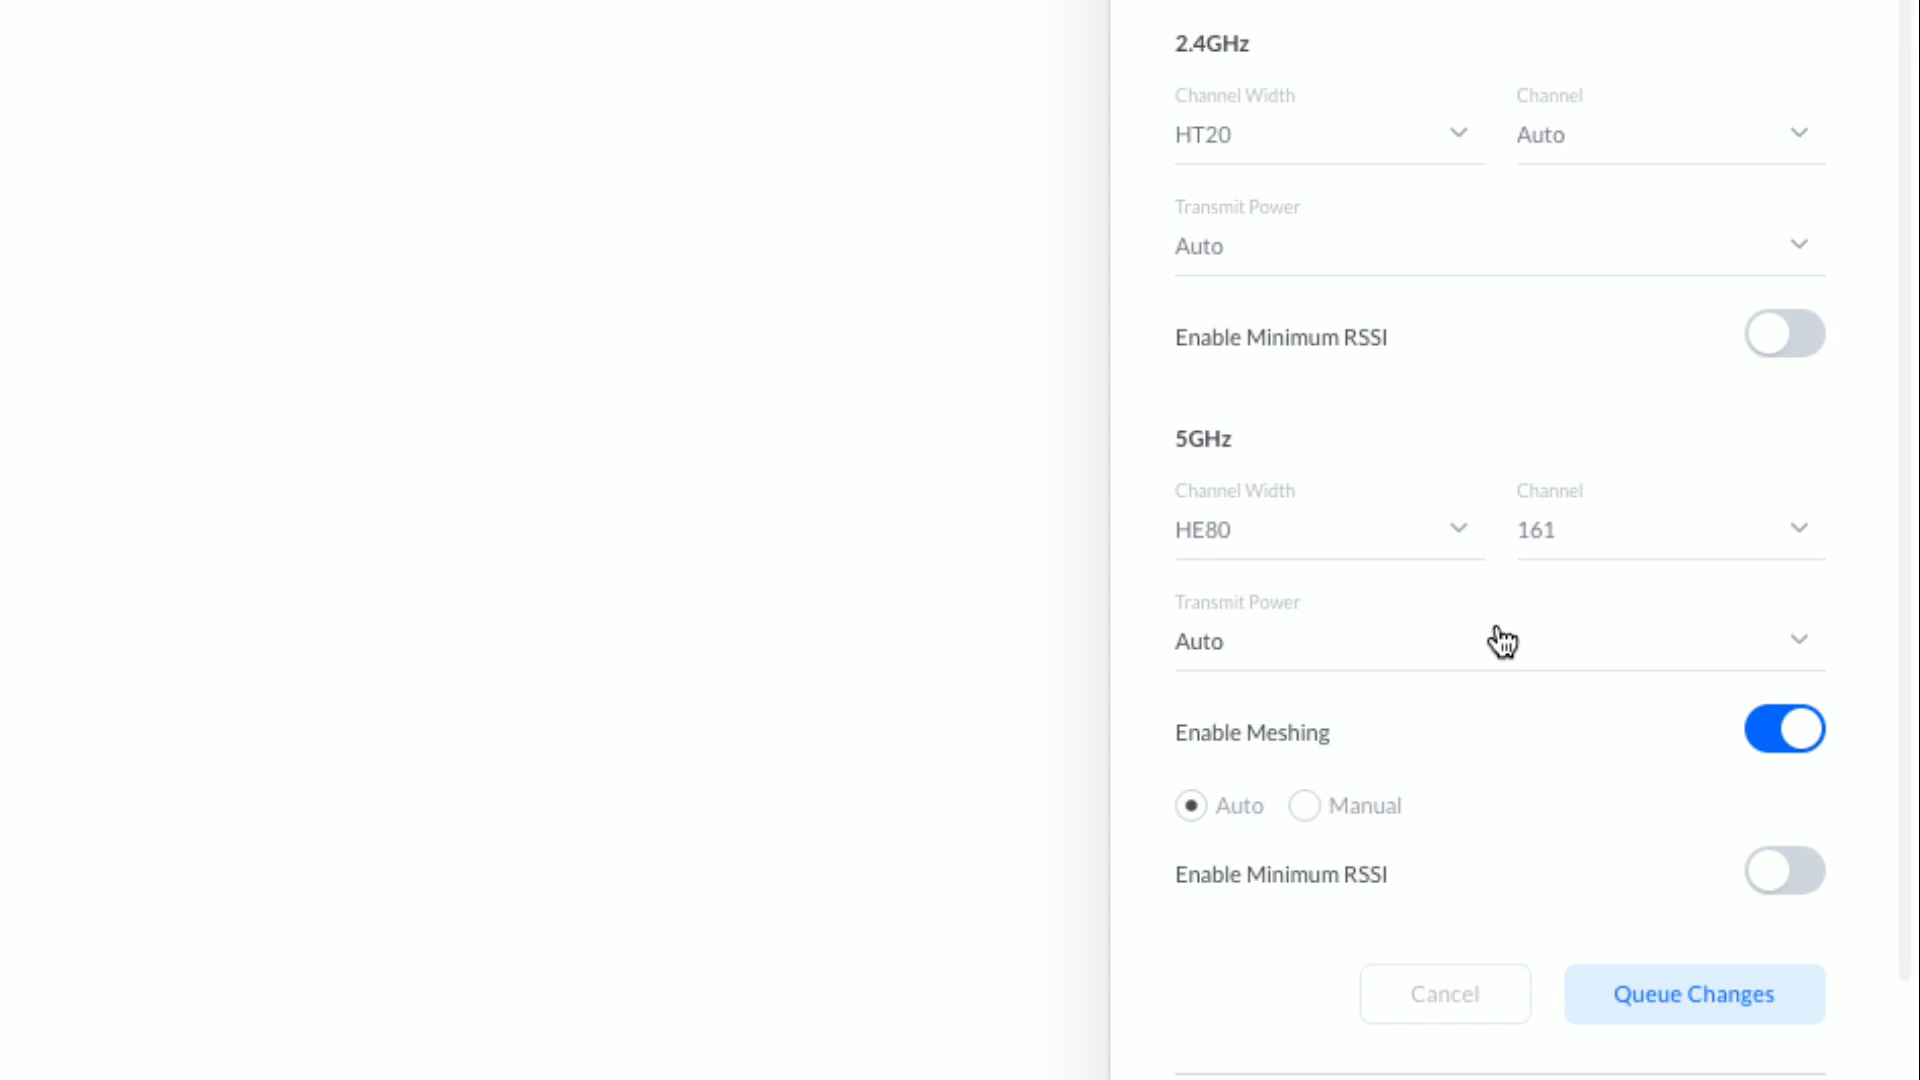 2.4GHz
Channel Width
Channel
HT20
Auto
Transmit Power
Auto
Enable Minimum RSSI
5GHz
Channel Width
Channel
HE80
161
Transmit Power
Auto
Enable Meshing
Auto
Manual
Enable Minimum RSSI
Cancel
Queue Changes